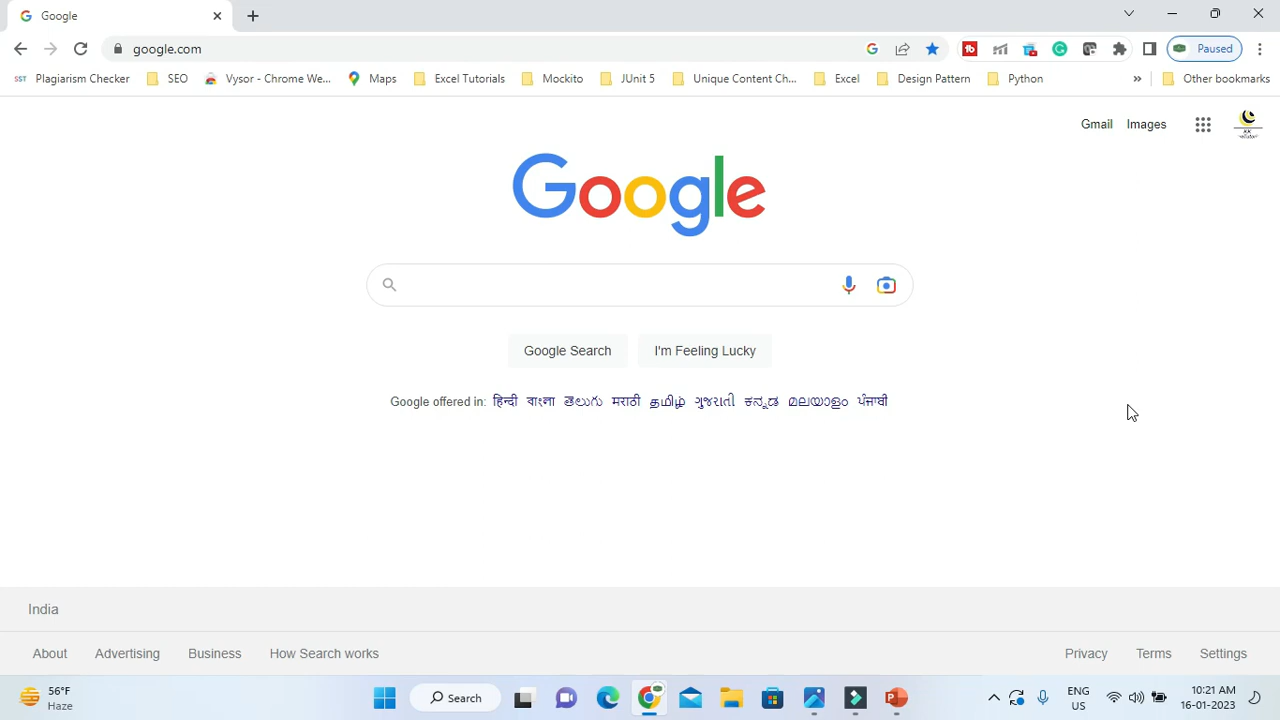 Google
google.com
Paused
Plagiarism Checker SEO Vysor - Chrome We... Maps Excel Tutorials Mockito JUnit 5 Unique Content Ch... Excel Design Pattern Python » Other bookmarks
Gmail Images
Google
Google Search I'm Feeling Lucky
Google offered in: हिन्दी বাংলা తెలుగు मराठी தமிழ் ગુજરાતી ಕನ್ನಡ മലയാളം ਪੰਜਾਬੀ
India
About Advertising Business How Search works Privacy Terms Settings
56°F
Haze
Search
ENG
US
10:21 AM
16-01-2023